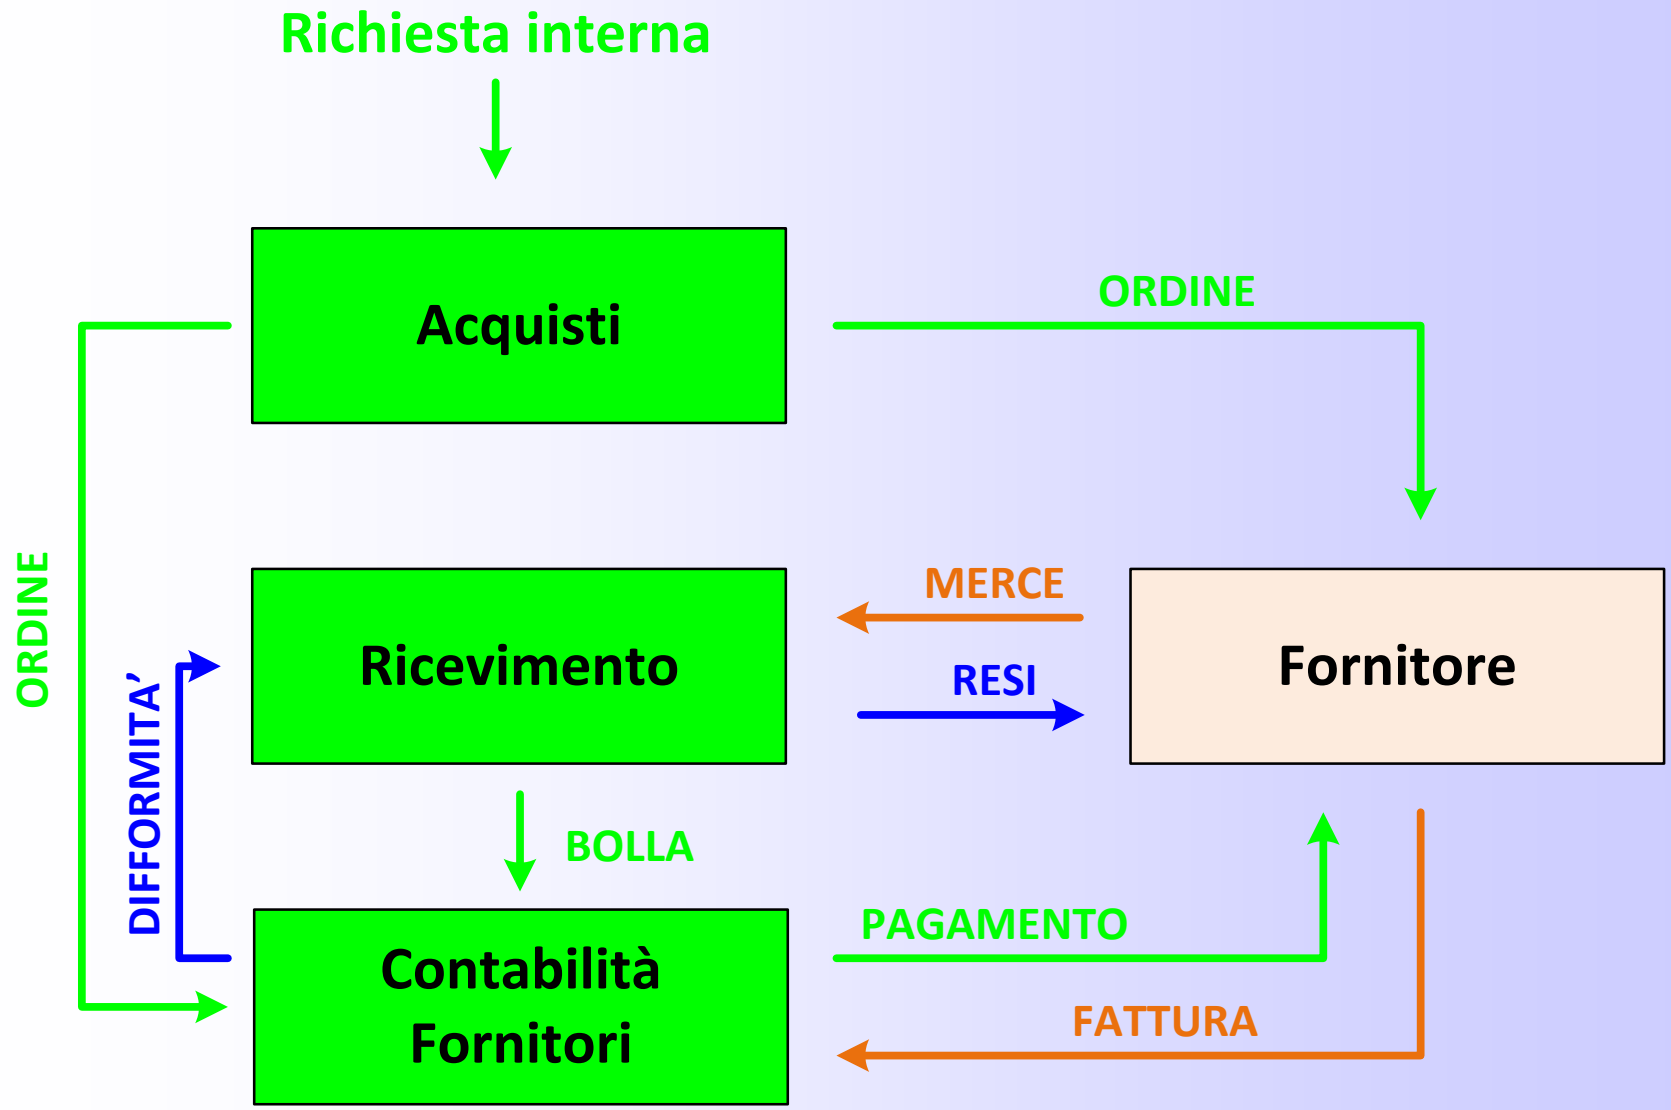 Richiesta interna
Acquisti
ORDINE
ORDINE
MERCE
Ricevimento
RESI
Fornitore
DIFFORMITA’
BOLLA
PAGAMENTO
Contabilità
Fornitori
FATTURA